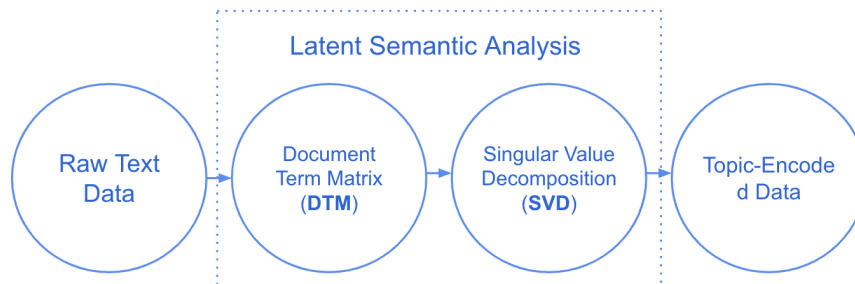 Latent Semantic Analysis
Raw Text
Data
Document
Term Matrix
(DTM)
Singular Value
Decomposition
(SVD)
Topic-Encode
d Data